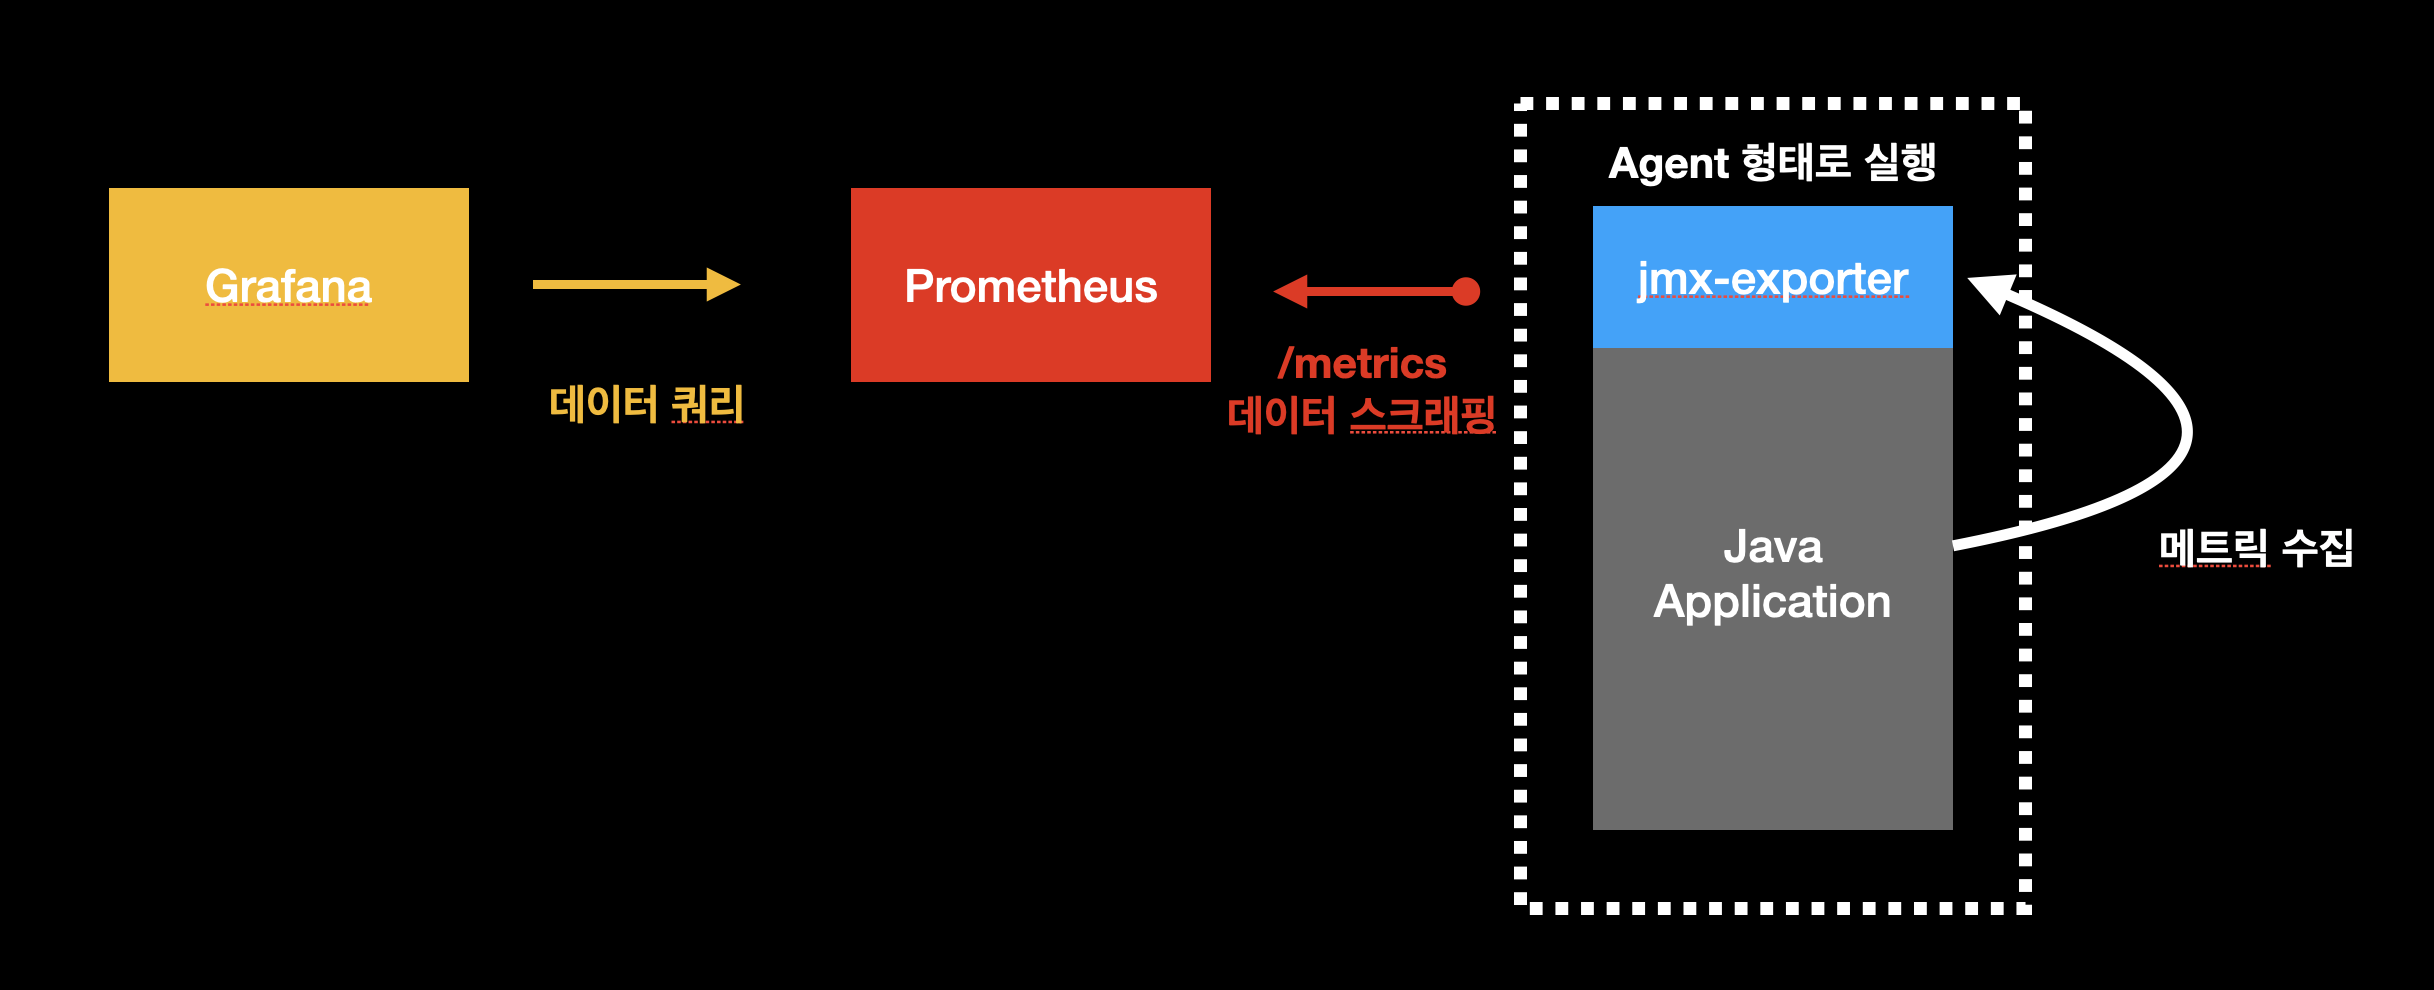 Grafana
데이터 쿼리
Prometheus
/metrics
데이터 스크래핑
Agent 형태로 실행
jmx-exporter
Java
Application
메트릭 수집